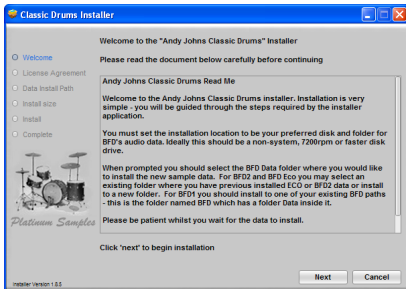 Classic Drums Installer
Welcome to the "Andy Johns Classic Drums" Installer
Please read the document below carefully before continuing
Welcome
License Agreement
Data Install Path
Install size
Install
Complete
Platinum Samples
Andy Johns Classic Drums Read Me
Welcome to the Andy Johns Classic Drums installer. Installation is very
simple - you will be guided through the steps required by the installer
application.
You must set the installation location to be your preferred disk and folder for
BFD's audio data. Ideally this should be a non-system, 7200rpm or faster disk
drive.
When prompted you should select the BFD Data folder where you would like
to install the new sample data. For BFD2 and BFD Eco you may select an
existing folder where you have previous installed ECO or BFD2 data or install
to a new folder. For BFD1 you should install to one of your existing BFD paths
- this is the folder named BFD which has a folder Data inside it.
Please be patient whilst you wait for the data to install.
Click 'next' to begin installation
Next
Cancel
Installer Version 1.8.5